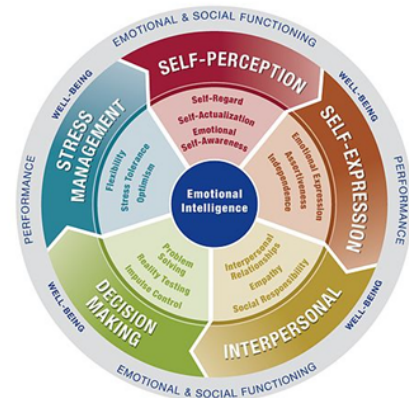 EMOTIONAL & SOCIAL FUNCTIONING
WELL-BEING
WELL-BEING
SELF-PERCEPTION
Self-Regard
Self-Actualization
Emotional
Self-Awareness
SELF-EXPRESSION
Emotional Expression
Assertiveness
Independence
PERFORMANCE
INTERPERSONAL
Interpersonal
Relationships
Empathy
Social Responsibility
WELL-BEING
EMOTIONAL & SOCIAL FUNCTIONING
DECISION
MAKING
Problem
Solving
Reality Testing
Impulse Control
WELL-BEING
PERFORMANCE
STRESS
MANAGEMENT
Flexibility
Stress Tolerance
Optimism
Emotional
Intelligence